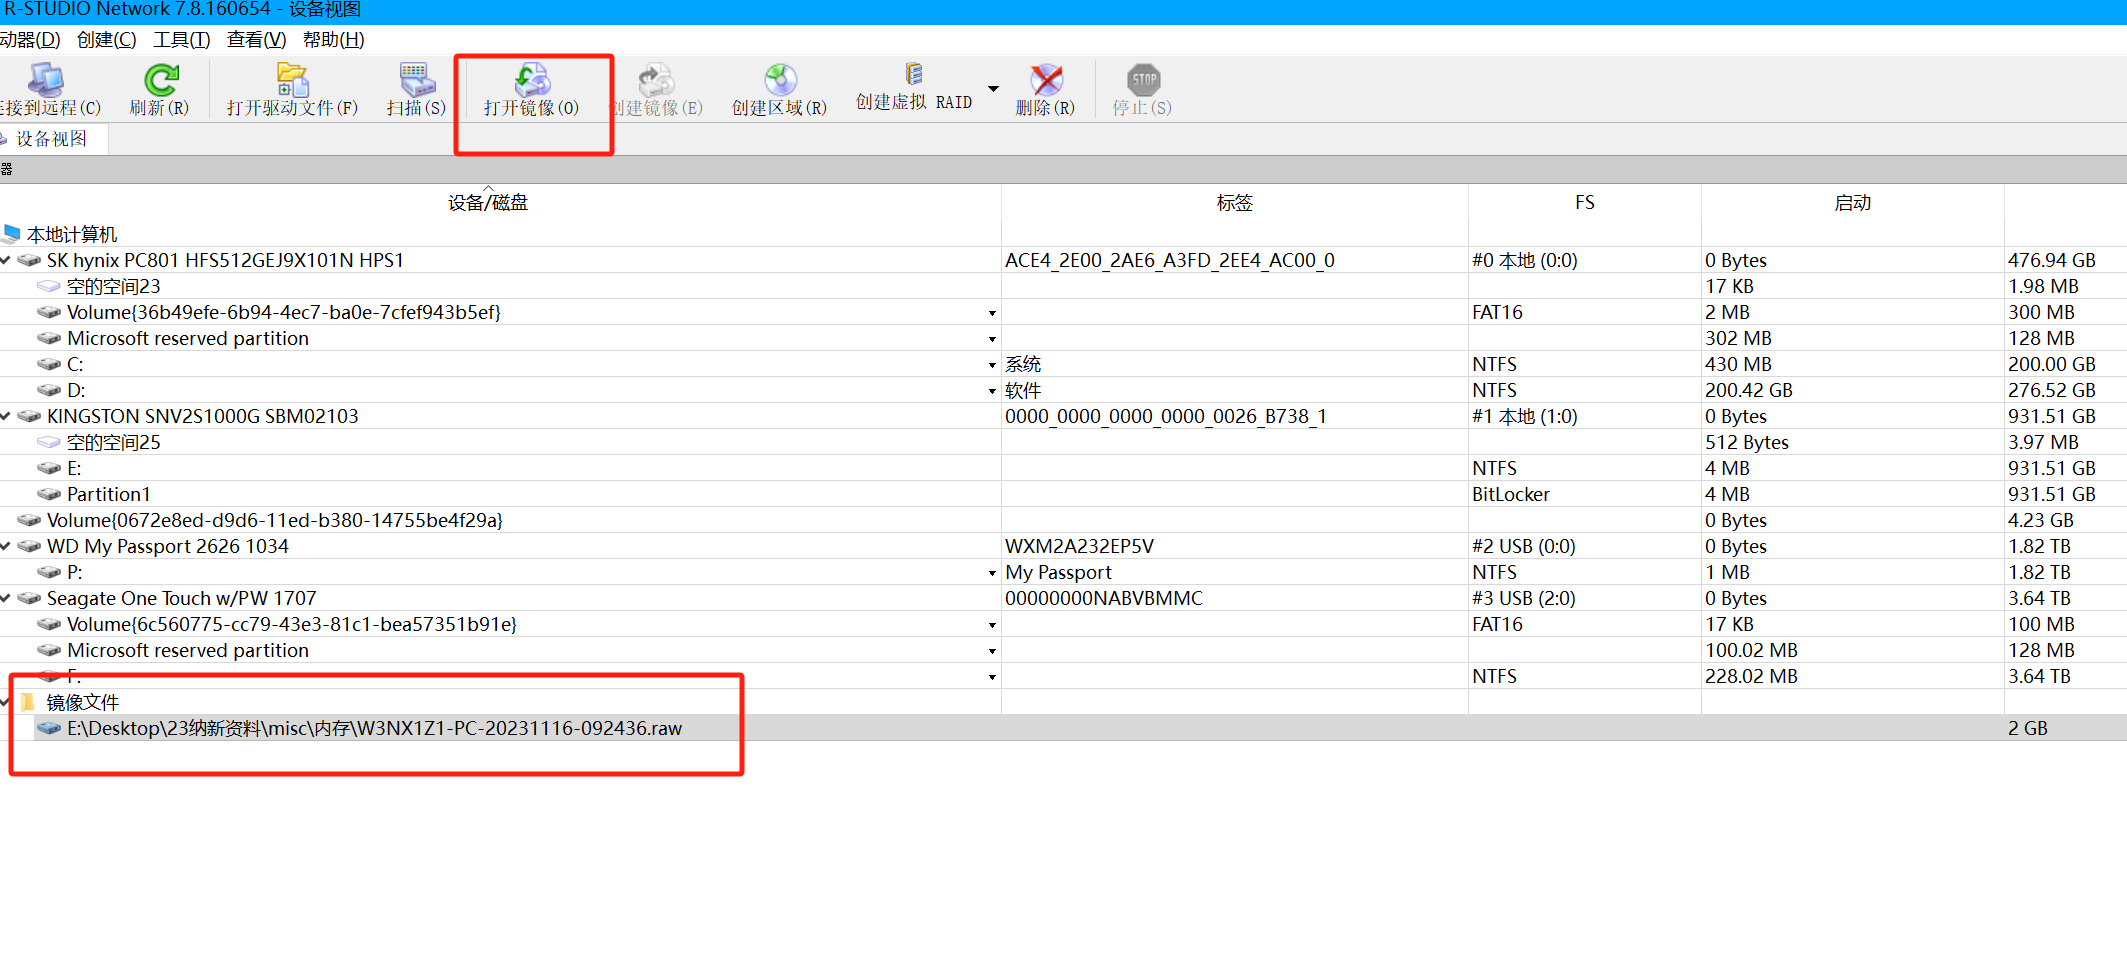 R-STUDIO Network 7.8.160654 - 设备视图
动器(D) 创建(C) 工具(T) 查看(V) 帮助(H)
连接到远程(C) 刷新(R) 打开驱动文件(F) 扫描(S) 打开镜像(O) 创建镜像(E) 创建区域(R) 创建虚拟 RAID 删除(R) STOP 停止(S)
设备视图
器
设备/磁盘 标签 FS 启动
本地计算机
SK hynix PC801 HFS512GEJ9X101N HPS1 ACE4_2E00_2AE6_A3FD_2EE4_AC00_0 #0 本地 (0:0) 0 Bytes 476.94 GB
空的空间23 17 KB 1.98 MB
Volume{36b49efe-6b94-4ec7-ba0e-7cfef943b5ef} FAT16 2 MB 300 MB
Microsoft reserved partition 302 MB 128 MB
C: 系统 NTFS 430 MB 200.00 GB
D: 软件 NTFS 200.42 GB 276.52 GB
KINGSTON SNV2S1000G SBM02103 0000_0000_0000_0000_0026_B738_1 #1 本地 (1:0) 0 Bytes 931.51 GB
空的空间25 512 Bytes 3.97 MB
E: NTFS 4 MB 931.51 GB
Partition1 BitLocker 4 MB 931.51 GB
Volume{0672e8ed-d9d6-11ed-b380-14755be4f29a} 0 Bytes 4.23 GB
WD My Passport 2626 1034 WXM2A232EP5V #2 USB (0:0) 0 Bytes 1.82 TB
P: My Passport NTFS 1 MB 1.82 TB
Seagate One Touch w/PW 1707 00000000NABVBMMC #3 USB (2:0) 0 Bytes 3.64 TB
Volume{6c560775-cc79-43e3-81c1-bea57351b91e} FAT16 17 KB 100 MB
Microsoft reserved partition 100.02 MB 128 MB
F: NTFS 228.02 MB 3.64 TB
镜像文件
E:\Desktop\23纳新资料\misc\内存\W3NX1Z1-PC-20231116-092436.raw 2 GB